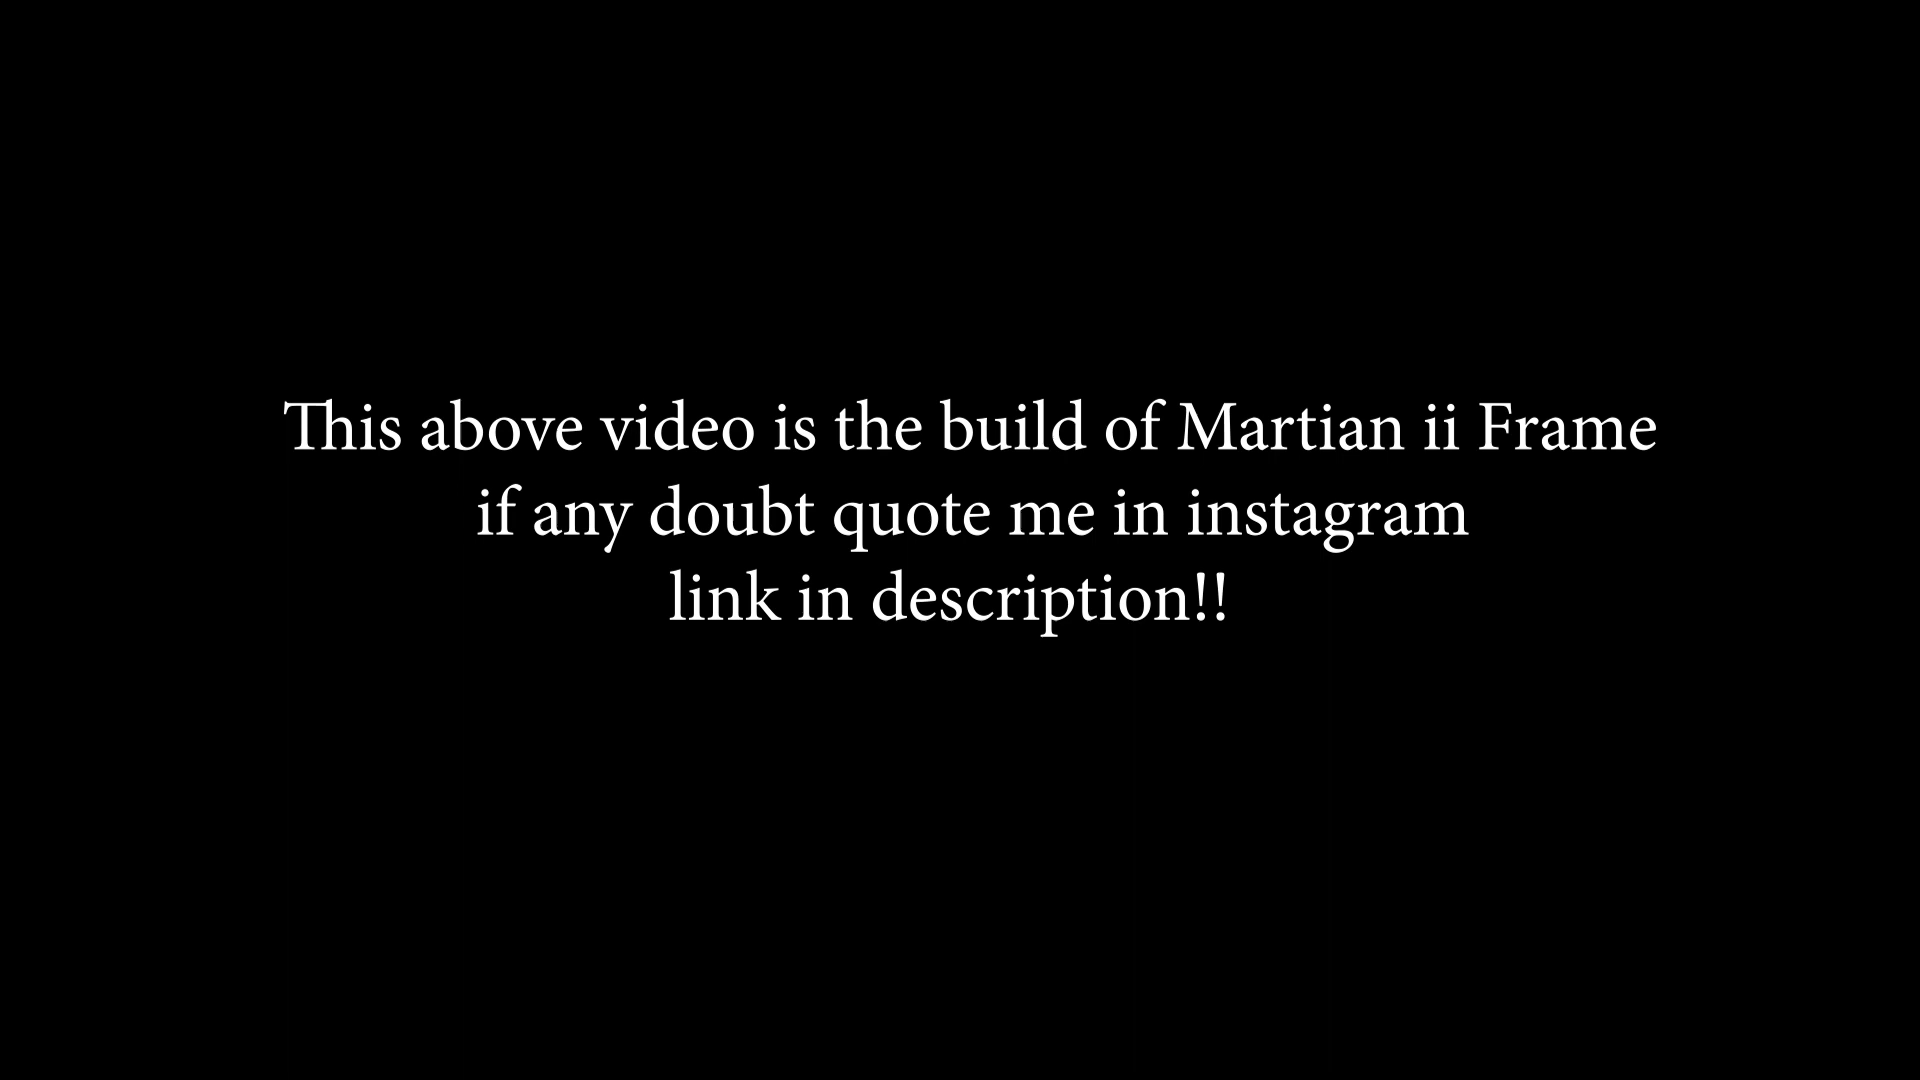 This above video is the build of Martian ii Frame
if any doubt quote me in instagram
link in description!!